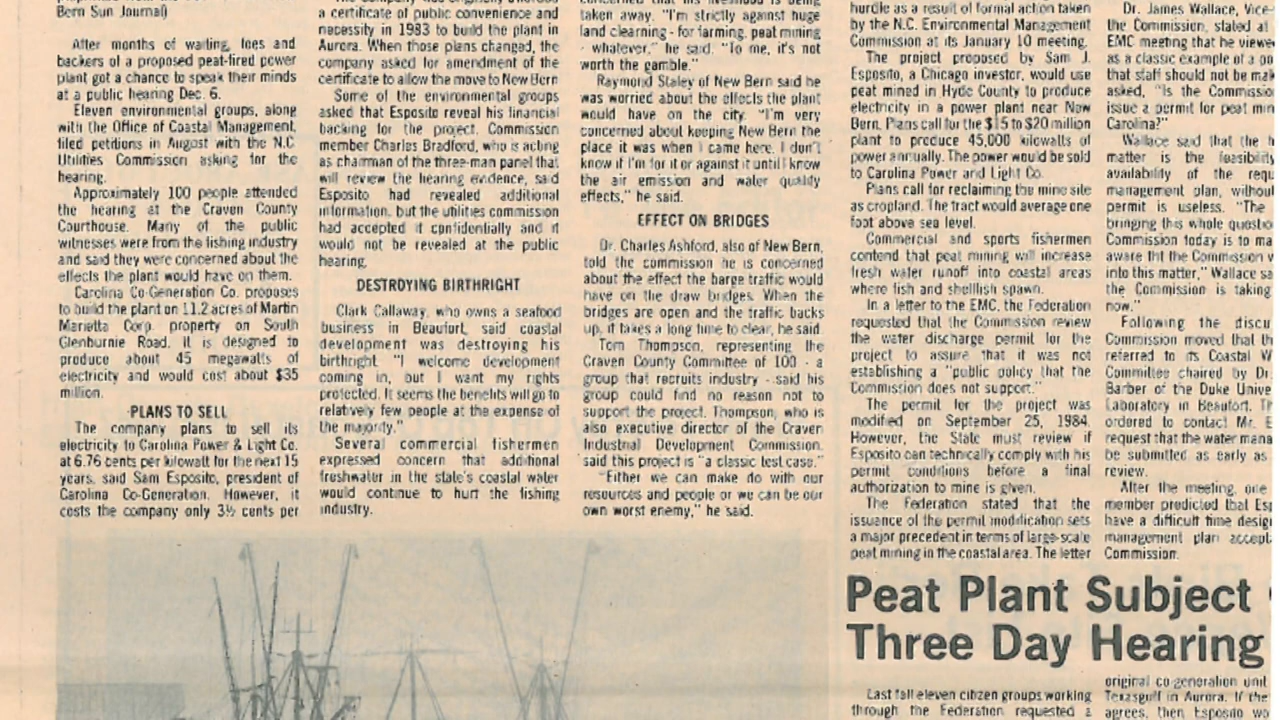 Bern Sun Journal)
After months of waiting, foes and
backers of a proposed peat-fired power
plant got a chance to speak their minds
at a public hearing Dec. 6.
Eleven environmental groups, along
with the Office of Coastal Management,
filed petitions in August with the N.C.
Utilities Commission asking for the
hearing.
Approximately 100 people attended
the hearing at the Craven County
Courthouse. Many of the public
witnesses were from the fishing industry
and said they were concerned about the
effects the plant would have on them.
Carolina Co-Generation Co. proposes
to build the plant on 11.2 acres of Martin
Marietta Corp. property on South
Glenburnie Road. It is designed to
produce about 45 megawatts of
electricity and would cost about $35
million.
PLANS TO SELL
The company plans to sell its
electricity to Carolina Power & Light Co.
at 6.76 cents per kilowatt for the next 15
years, said Sam Esposito, president of
Carolina Co-Generation. However, it
costs the company only 3½ cents per
a certificate of public convenience and
necessity in 1983 to build the plant in
Aurora. When those plans changed, the
company asked for amendment of the
certificate to allow the move to New Bern
Some of the environmental groups
asked that Esposito reveal his financial
backing for the project. Commission
member Charles Bradford, who is acting
as chairman of the three-man panel that
will review the hearing evidence, said
Esposito had revealed additional
information, but the utilities commission
had accepted it confidentially and it
would not be revealed at the public
hearing.
DESTROYING BIRTHRIGHT
Clark Callaway, who owns a seafood
business in Beaufort, said coastal
development was destroying his
birthright. "I welcome development
coming in, but I want my rights
protected. It seems the benefits will go to
relatively few people at the expense of
the majority."
Several commercial fishermen
expressed concern that additional
freshwater in the state's coastal water
would continue to hurt the fishing
industry.
concerned that his livelihood is being
taken away. "I'm strictly against huge
land clearning - for farming, peat mining
- whatever," he said. "To me, it's not
worth the gamble."
Raymond Staley of New Bern said he
was worried about the effects the plant
would have on the city. "I'm very
concerned about keeping New Bern the
place it was when I came here. I don't
know if I'm for it or against it until I know
the air emission and water quality
effects," he said.
EFFECT ON BRIDGES
Dr. Charles Ashford, also of New Bern,
told the commission he is concerned
about the effect the barge traffic would
have on the draw bridges. When the
bridges are open and the traffic backs
up, it takes a long time to clear, he said.
Tom Thompson, representing the
Craven County Committee of 100 - a
group that recruits industry - said his
group could find no reason not to
support the project. Thompson, who is
also executive director of the Craven
Industrial Development Commission,
said this project is "a classic test case."
"Either we can make do with our
resources and people or we can be our
own worst enemy," he said.
hurdle as a result of formal action taken
by the N.C. Environmental Management
Commission at its January 10 meeting.
The project proposed by Sam J.
Esposito, a Chicago investor, would use
peat mined in Hyde County to produce
electricity in a power plant near New
Bern. Plans call for the $15 to $20 million
plant to produce 45,000 kilowatts of
power annually. The power would be sold
to Carolina Power and Light Co.
Plans call for reclaiming the mine site
as cropland. The tract would average one
foot above sea level.
Commercial and sports fishermen
contend that peat mining will increase
fresh water runoff into coastal areas
where fish and shellfish spawn.
In a letter to the EMC, the Federation
requested that the Commission review
the water discharge permit for the
project to assure that it was not
establishing a "public policy that the
Commission does not support."
The permit for the project was
modified on September 25, 1984.
However, the State must review if
Esposito can technically comply with his
permit conditions before a final
authorization to mine is given.
The Federation stated that the
issuance of the permit modification sets
a major precedent in terms of large-scale
peat mining in the coastal area. The letter
Dr. James Wallace, Vice-
the Commission, stated at
EMC meeting that he viewe
as a classic example of a
that staff should not be
asked, "Is the Commissio
issue a permit for peat
Carolina?"
Wallace said that the
matter is the feasibility
availability of the
management plan, without
permit is useless. "The
bringing this whole questio
Commission today is to
aware tht the Commission
into this matter," Wallace
the Commission is taking
now."
Following the
Commission moved that
referred to its Coastal
Committee chaired by Dr.
Barber of the Duke
Laboratory in Beaufort.
ordered to contact Mr.
request that the water
be submitted as early as
review.
After the meeting, one
member predicted that
have a difficult time
management plan
Commission.
Peat Plant Subject
Three Day Hearing
Last fall eleven citizen groups working
through the Federation requested a
original co-generation unit
Texasgulf in Aurora. If the
agrees, then Esposito